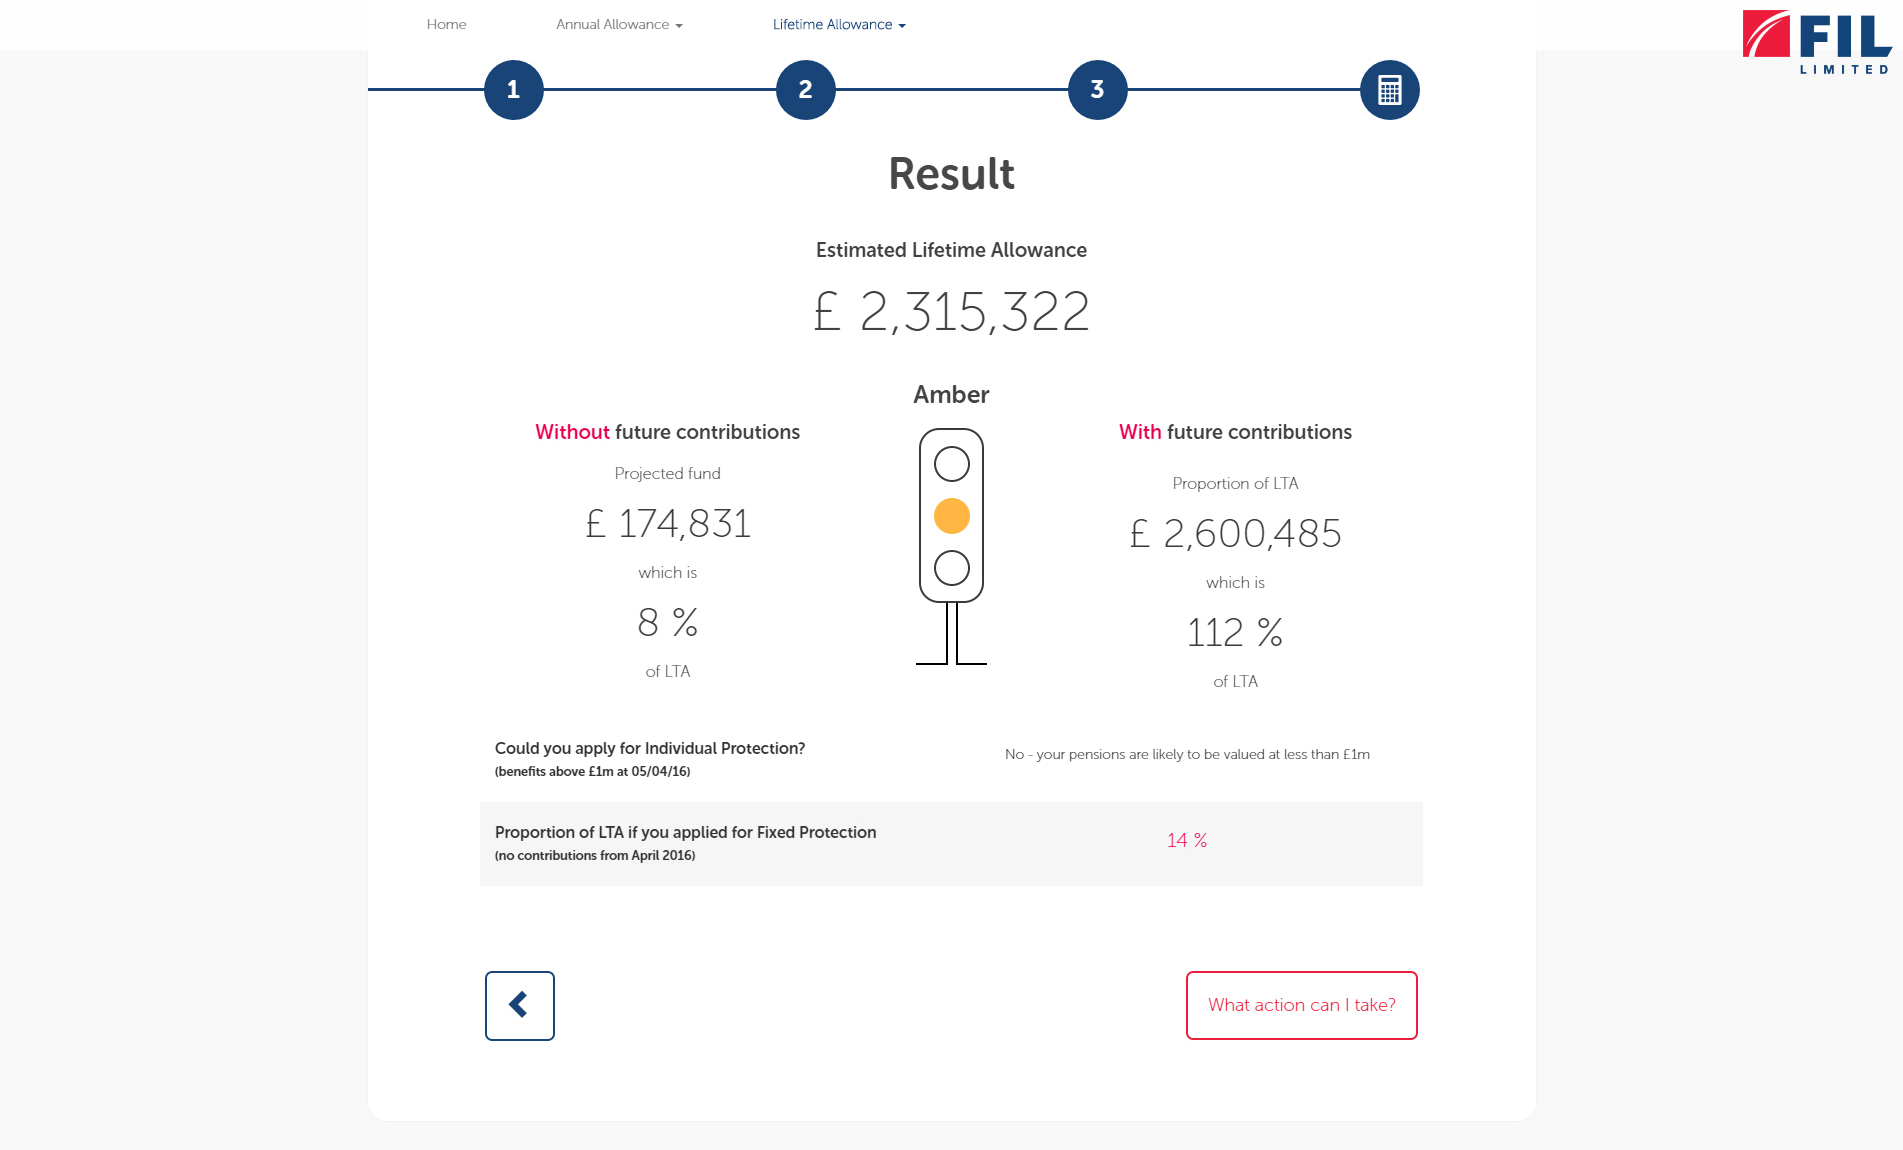 Home
Annual Allowance
Lifetime Allowance
FIL
LIMITED
1
2
3
Result
Estimated Lifetime Allowance
£ 2,315,322
Amber
Without future contributions
Projected fund
£ 174,831
which is
8 %
of LTA
With future contributions
Proportion of LTA
£ 2,600,485
which is
112 %
of LTA
Could you apply for Individual Protection?
(benefits above £1m at 05/04/16)
No - your pensions are likely to be valued at less than £1m
Proportion of LTA if you applied for Fixed Protection
(no contributions from April 2016)
14 %
What action can I take?